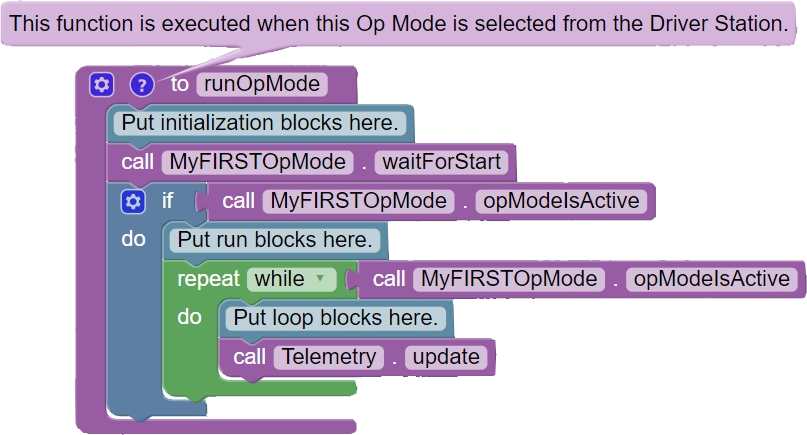 This function is executed when this Op Mode is selected from the Driver Station.
? to runOpMode
Put initialization blocks here.
call MyFIRSTOpMode . waitForStart
if call MyFIRSTOpMode . opModeIsActive
do Put run blocks here.
repeat while call MyFIRSTOpMode . opModeIsActive
do Put loop blocks here.
call Telemetry . update